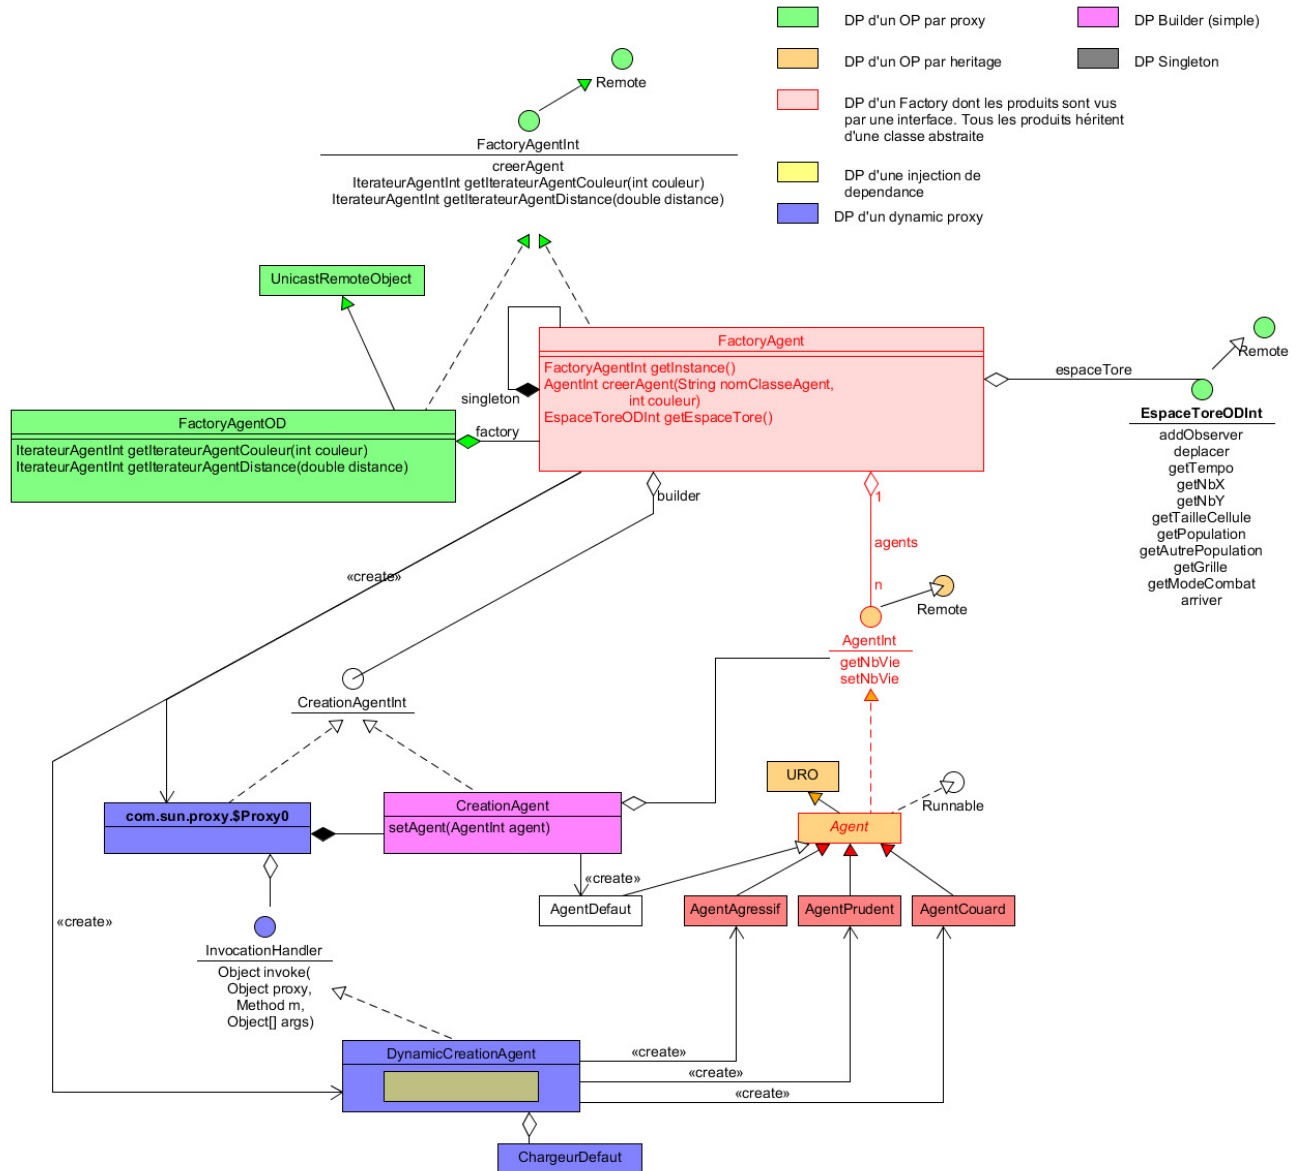 DP d'un OP par proxy
DP Builder (simple)
DP d'un OP par heritage
DP Singleton
DP d'un Factory dont les produits sont vus
par une interface. Tous les produits héritent
d'une classe abstraite
DP d'une injection de
dependance
DP d'un dynamic proxy
Remote
FactoryAgentInt
creerAgent
IterateurAgentInt getIterateurAgentCouleur(int couleur)
IterateurAgentInt getIterateurAgentDistance(double distance)
UnicastRemoteObject
FactoryAgent
FactoryAgentInt getInstance()
AgentInt creerAgent(String nomClasseAgent,
int couleur)
EspaceToreODInt getEspaceTore()
singleton
espaceTore
Remote
EspaceToreODInt
addObserver
deplacer
getTempo
getNbX
getNbY
getTailleCellule
getPopulation
getAutrePopulation
getGrille
getModeCombat
arriver
FactoryAgentOD
IterateurAgentInt getIterateurAgentCouleur(int couleur)
IterateurAgentInt getIterateurAgentDistance(double distance)
factory
builder
1
agents
n
«create»
Remote
AgentInt
getNbVie
setNbVie
CreationAgentInt
URO
Runnable
Agent
com.sun.proxy.$Proxy0
CreationAgent
setAgent(AgentInt agent)
«create»
AgentDefaut
AgentAgressif
AgentPrudent
AgentCouard
«create»
InvocationHandler
Object invoke(
Object proxy,
Method m,
Object[] args)
DynamicCreationAgent
«create»
«create»
«create»
ChargeurDefaut